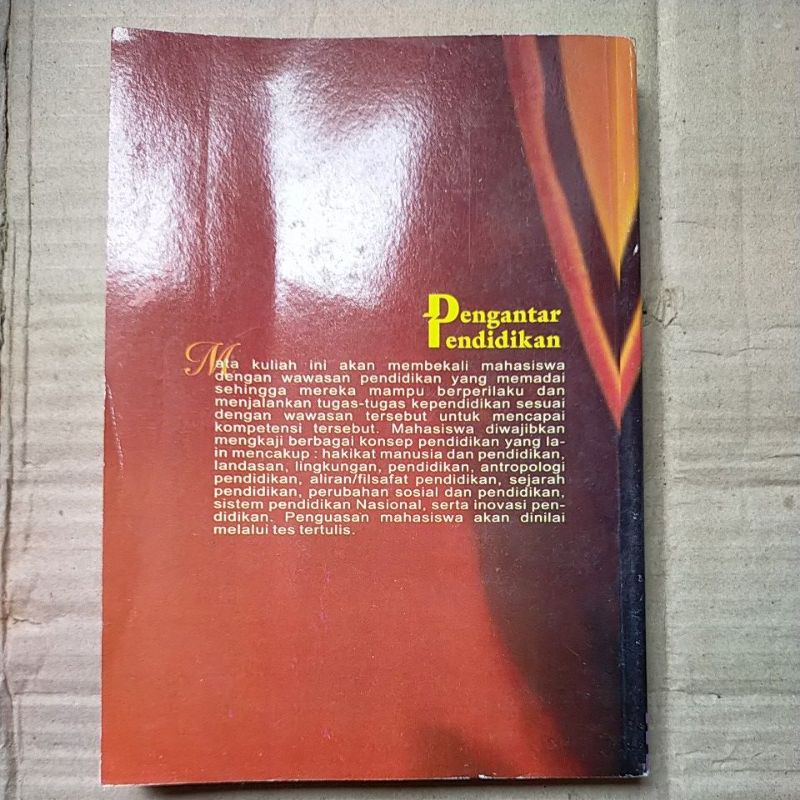 Pengantar
Pendidikan
Mata kuliah ini akan membekali mahasiswa
dengan wawasan pendidikan yang memadai
sehingga mereka mampu berperilaku dan
menjalankan tugas-tugas kependidikan sesuai
dengan wawasan tersebut untuk mencapai
kompetensi tersebut. Mahasiswa diwajibkan
mengkaji berbagai konsep pendidikan yang la-
in mencakup : hakikat manusia dan pendidikan,
landasan, lingkungan, pendidikan, antropologi
pendidikan, aliran/filsafat pendidikan, sejarah
pendidikan, perubahan sosial dan pendidikan,
sistem pendidikan Nasional, serta inovasi pen-
didikan. Penguasan mahasiswa akan dinilai
melalui tes tertulis.